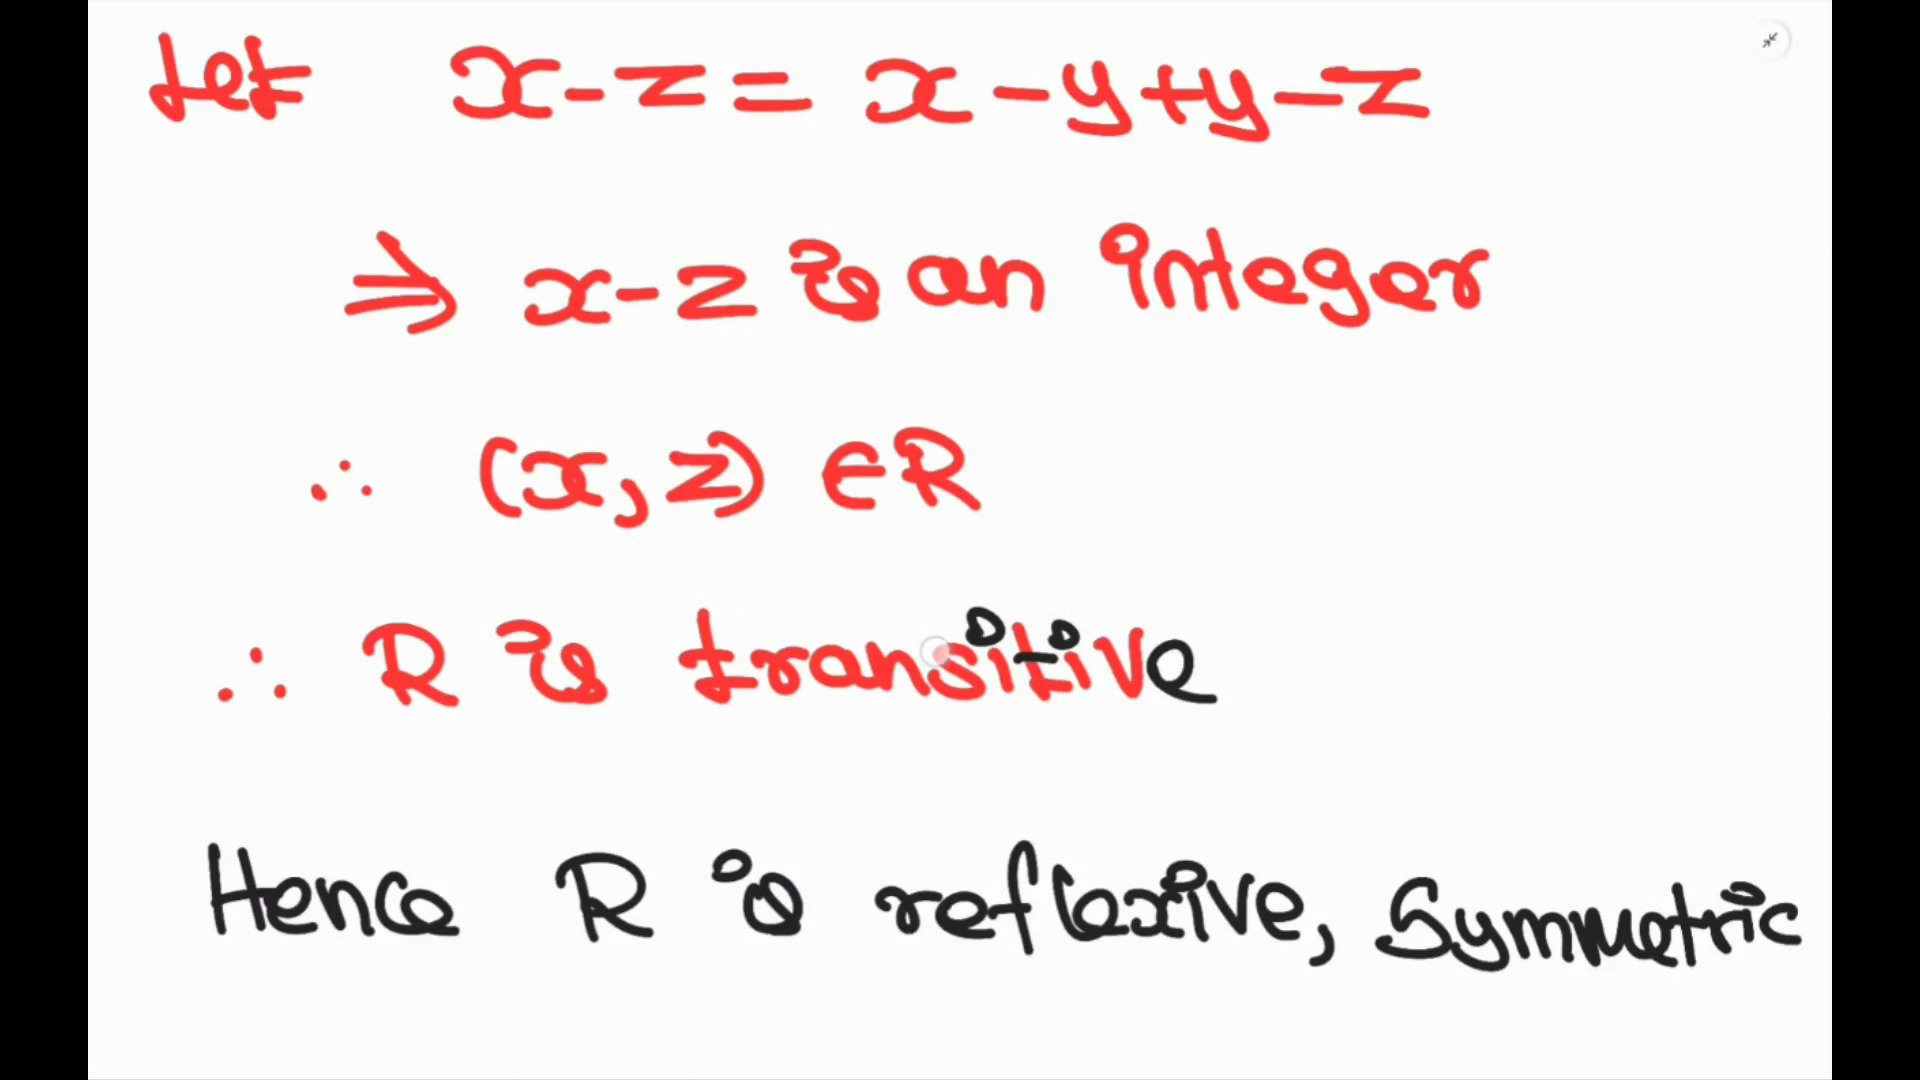 Let x-z = x-y+y-z
⇒ x-z is an integer
∴ (x,z) ∈ R
∴ R is transitive
Hence R is reflexive, Symmetric